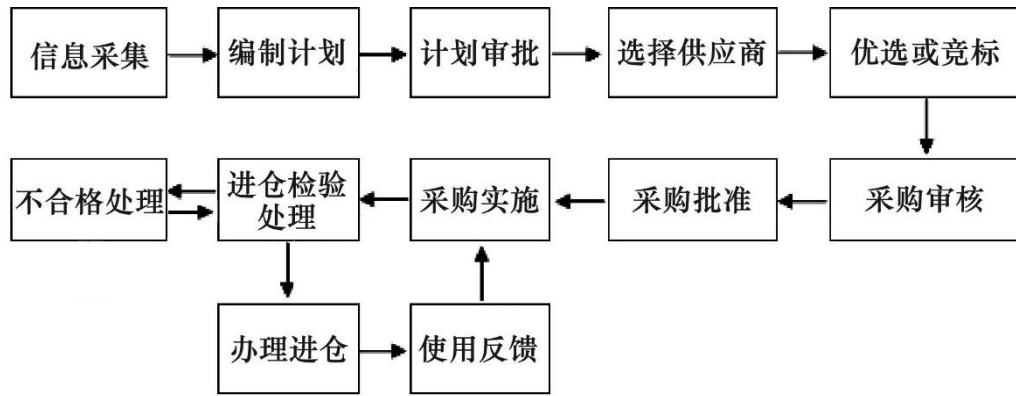 信息采集
编制计划
计划审批
选择供应商
优选或竞标
不合格处理
进仓检验
处理
采购实施
采购批准
采购审核
办理进仓
使用反馈